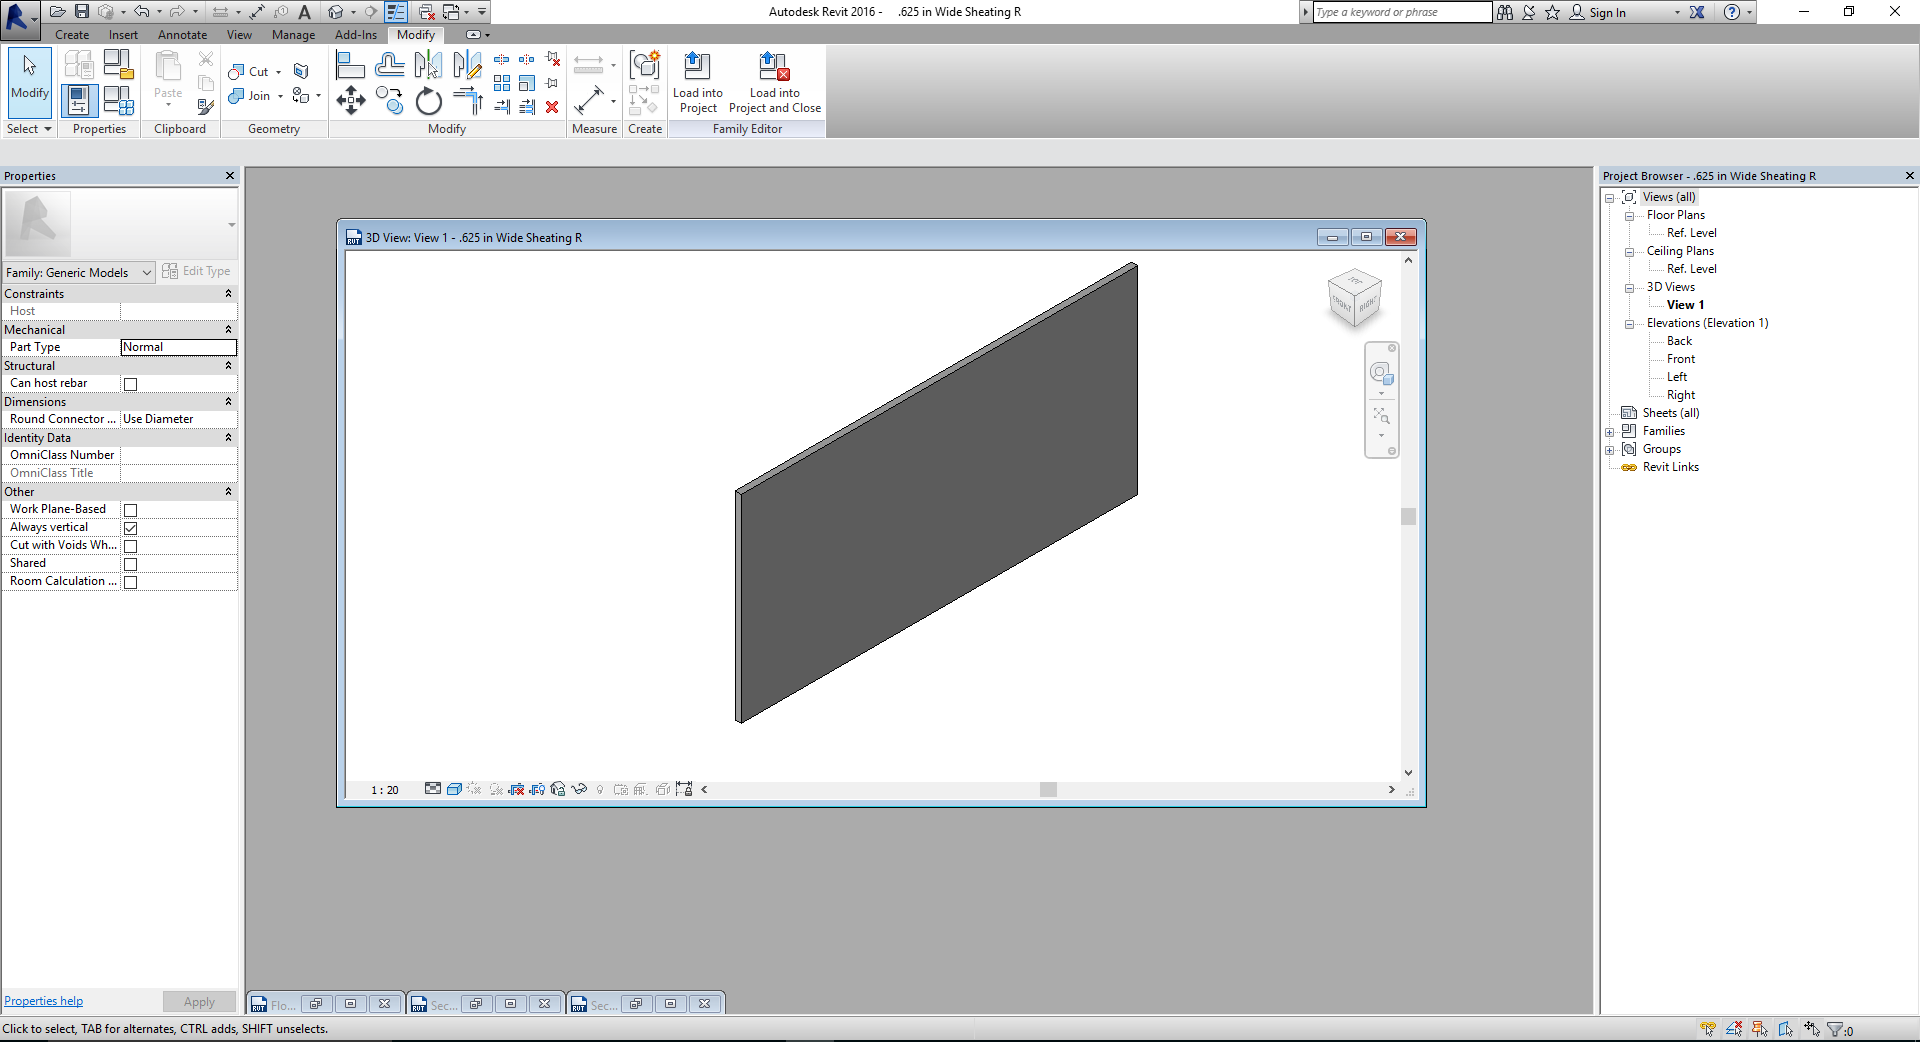 Autodesk Revit 2016 -     .625 in Wide Sheating R
Type a keyword or phrase
Sign In
Create Insert Annotate View Manage Add-Ins Modify
Modify
Paste
Cut
Join
Load into Project
Load into Project and Close
Select Properties Clipboard Geometry Modify Measure Create Family Editor
Properties
Family: Generic Models
Edit Type
Constraints
Host
Mechanical
Part Type Normal
Structural
Can host rebar
Dimensions
Round Connector ... Use Diameter
Identity Data
OmniClass Number
OmniClass Title
Other
Work Plane-Based
Always vertical
Cut with Voids Wh...
Shared
Room Calculation ...
Properties help
Apply
3D View: View 1 - .625 in Wide Sheating R
FRONT
RIGHT
1 : 20
Flo...
Sec...
Sec...
Project Browser - .625 in Wide Sheating R
Views (all)
Floor Plans
Ref. Level
Ceiling Plans
Ref. Level
3D Views
View 1
Elevations (Elevation 1)
Back
Front
Left
Right
Sheets (all)
Families
Groups
Revit Links
Click to select, TAB for alternates, CTRL adds, SHIFT unselects.
:0